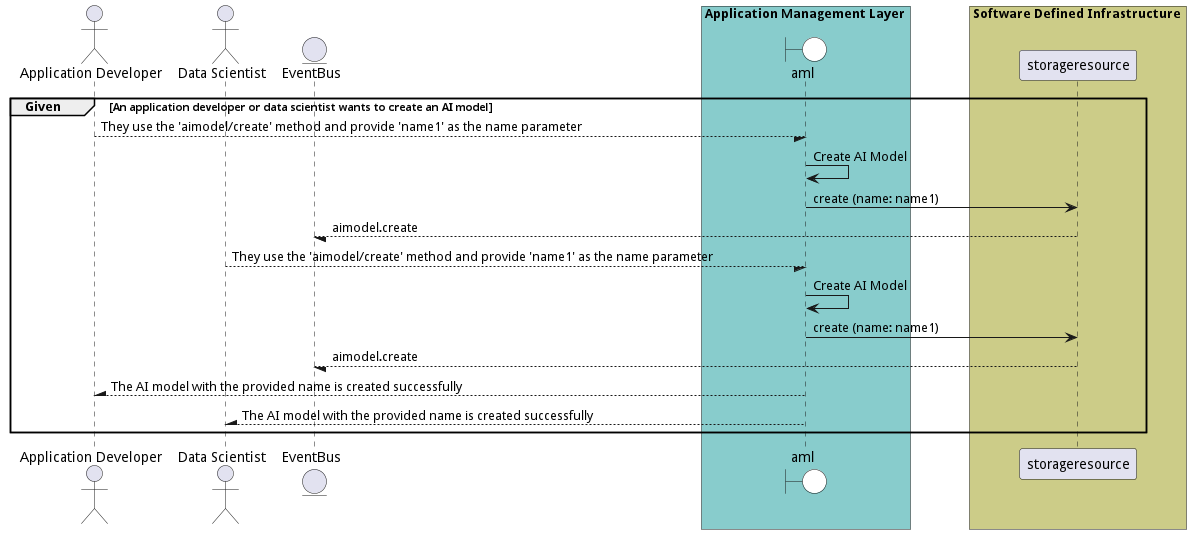 Application Management Layer
Software Defined Infrastructure
Application Developer
Data Scientist
EventBus
aml
storageresource
Given
[An application developer or data scientist wants to create an AI model]
They use the 'aimodel/create' method and provide 'name1' as the name parameter
Create AI Model
create (name: name1)
aimodel.create
They use the 'aimodel/create' method and provide 'name1' as the name parameter
Create AI Model
create (name: name1)
aimodel.create
The AI model with the provided name is created successfully
The AI model with the provided name is created successfully
Application Developer
Data Scientist
EventBus
aml
storageresource